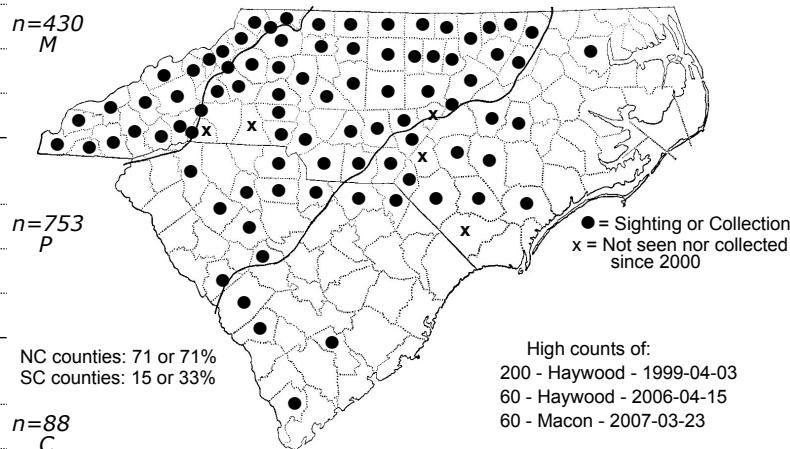 n=430
M
n=753
P
n=88
C
x
x
x
x
x
= Sighting or Collection
x = Not seen nor collected
since 2000
NC counties: 71 or 71%
SC counties: 15 or 33%
High counts of:
200 - Haywood - 1999-04-03
60 - Haywood - 2006-04-15
60 - Macon - 2007-03-23